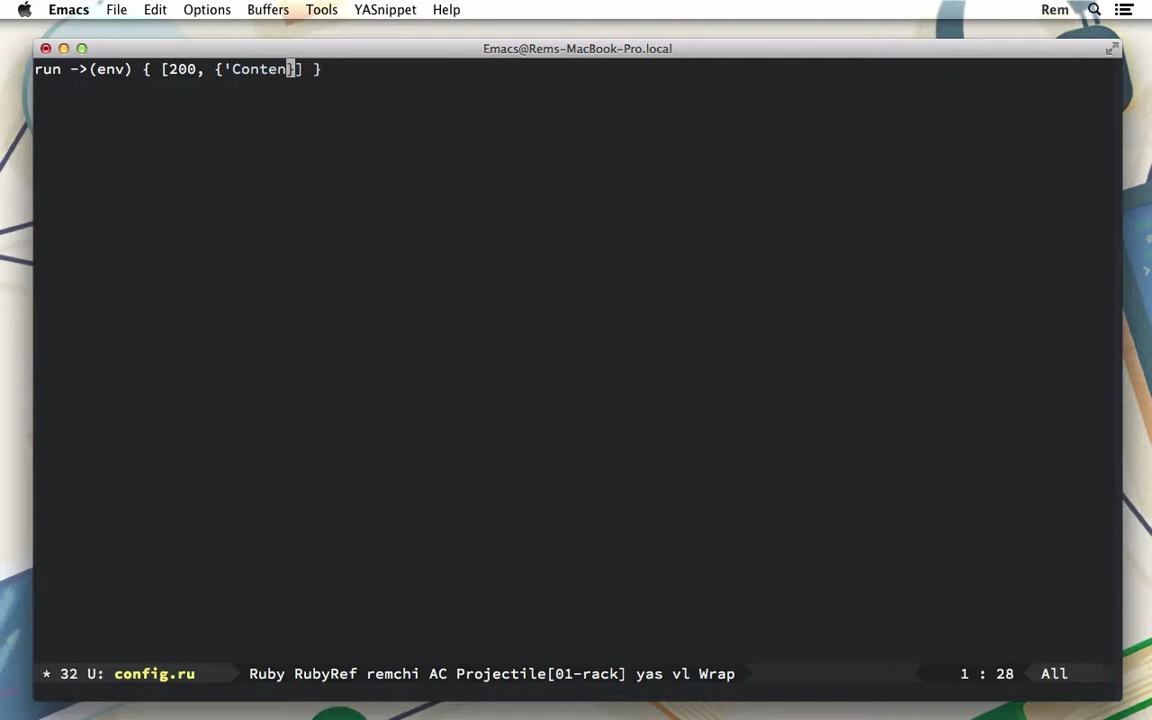 Emacs File Edit Options Buffers Tools YASnippet Help Rem
Emacs@Rems-MacBook-Pro.local
run ->(env) { [200, {'Conten}] }
* 32 U: config.ru Ruby RubyRef remchi AC Projectile[01-rack] yas vl Wrap 1 : 28 All